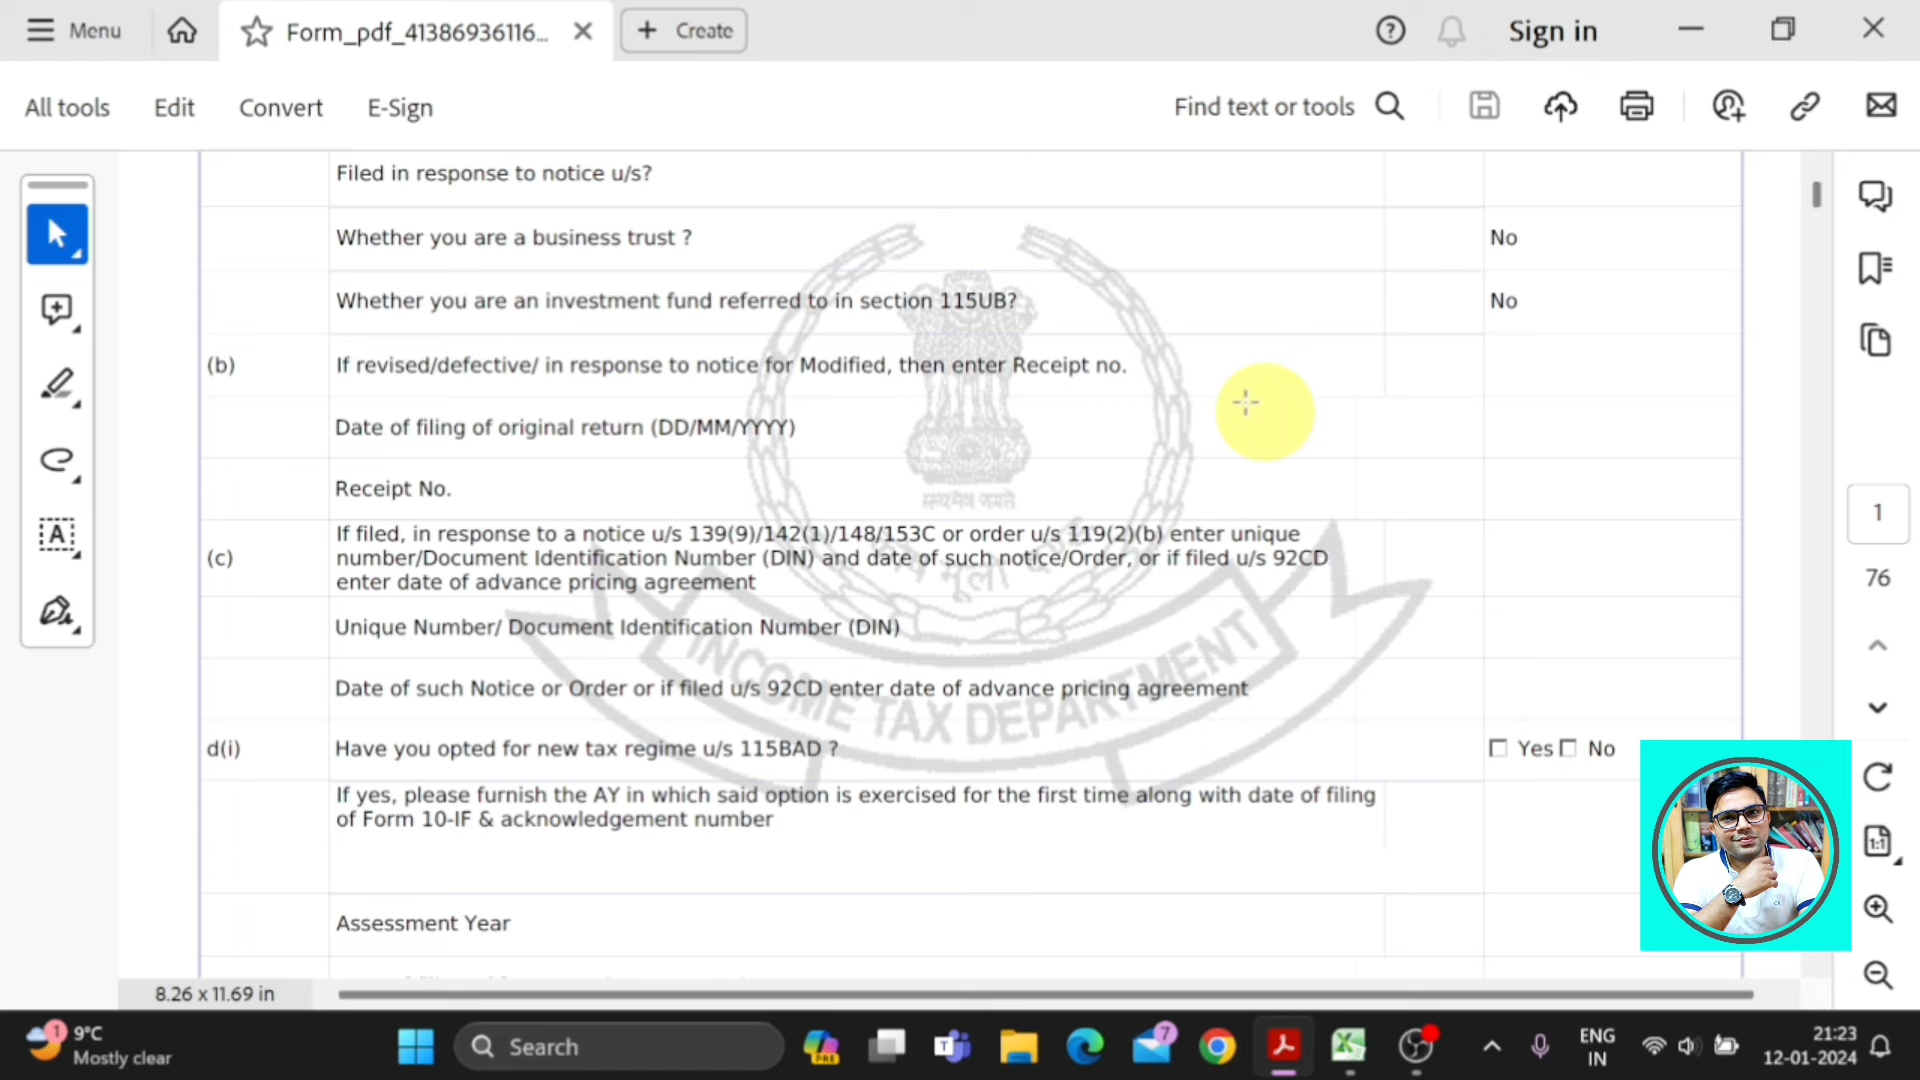 Menu
Form_pdf_41386936116...
Create
Sign in
All tools
Edit
Convert
E-Sign
Find text or tools
Filed in response to notice u/s?
Whether you are a business trust ?
No
Whether you are an investment fund referred to in section 115UB?
No
(b)
If revised/defective/ in response to notice for Modified, then enter Receipt no.
Date of filing of original return (DD/MM/YYYY)
Receipt No.
(c)
If filed, in response to a notice u/s 139(9)/142(1)/148/153C or order u/s 119(2)(b) enter unique
number/Document Identification Number (DIN) and date of such notice/Order, or if filed u/s 92CD
enter date of advance pricing agreement
Unique Number/ Document Identification Number (DIN)
Date of such Notice or Order or if filed u/s 92CD enter date of advance pricing agreement
d(i)
Have you opted for new tax regime u/s 115BAD ?
Yes No
If yes, please furnish the AY in which said option is exercised for the first time along with date of filing
of Form 10-IF & acknowledgement number
Assessment Year
सत्यमेव जयते
INCOME TAX DEPARTMENT
1
76
1:1
8.26 x 11.69 in
1
9°C
Mostly clear
Search
PRE
T
7
ENG
IN
21:23
12-01-2024